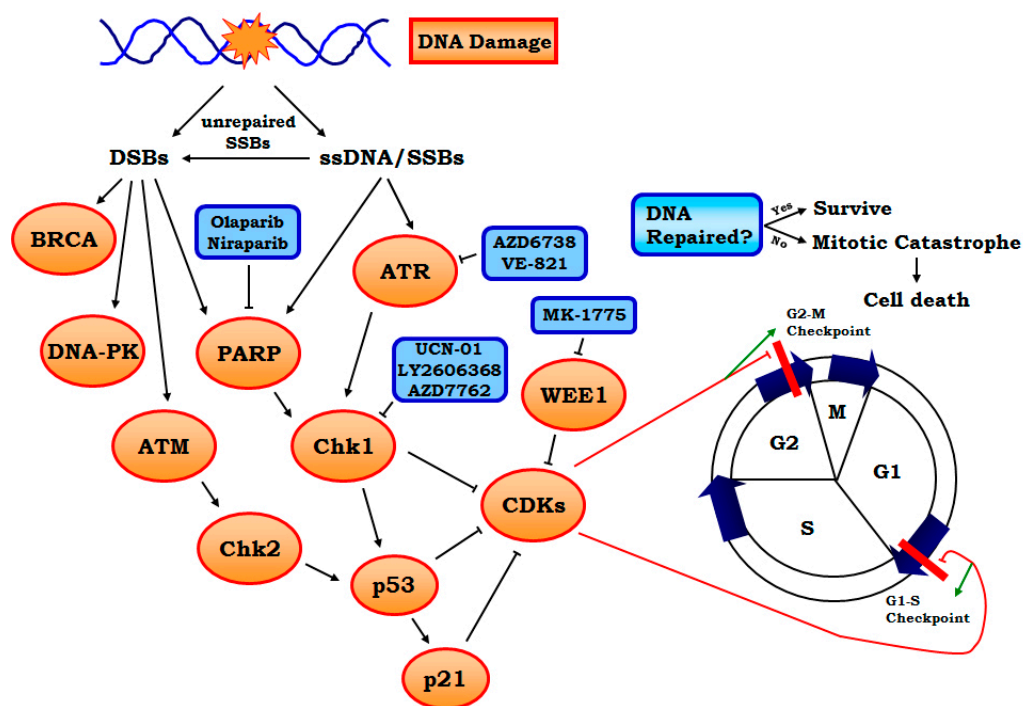 DNA Damage
unrepaired
SSBs
DSBs
ssDNA/SSBs
BRCA
Olaparib
Niraparib
ATR
AZD6738
VE-821
DNA
Repaired?
Yes
No
Survive
Mitotic Catastrophe
Cell death
DNA-PK
PARP
MK-1775
G2-M
Checkpoint
UCN-01
LY2606368
AZD7762
WEE1
ATM
Chk1
M
G2
G1
CDKs
S
Chk2
p53
G1-S
Checkpoint
p21